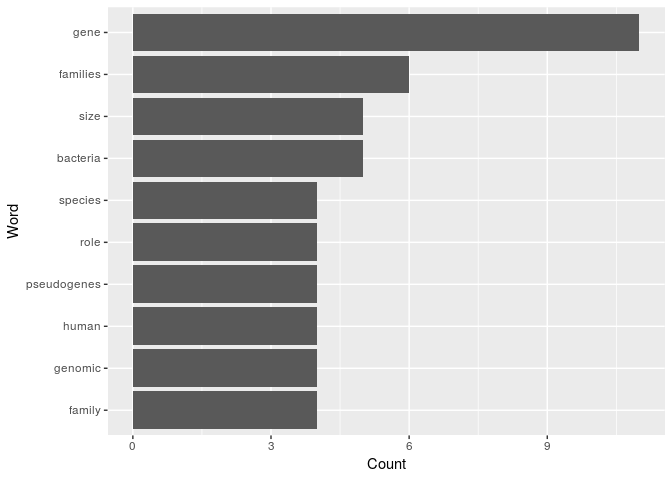 gene
families
size
bacteria
species
role
pseudogenes
human
genomic
family
Word
0 3 6 9
Count